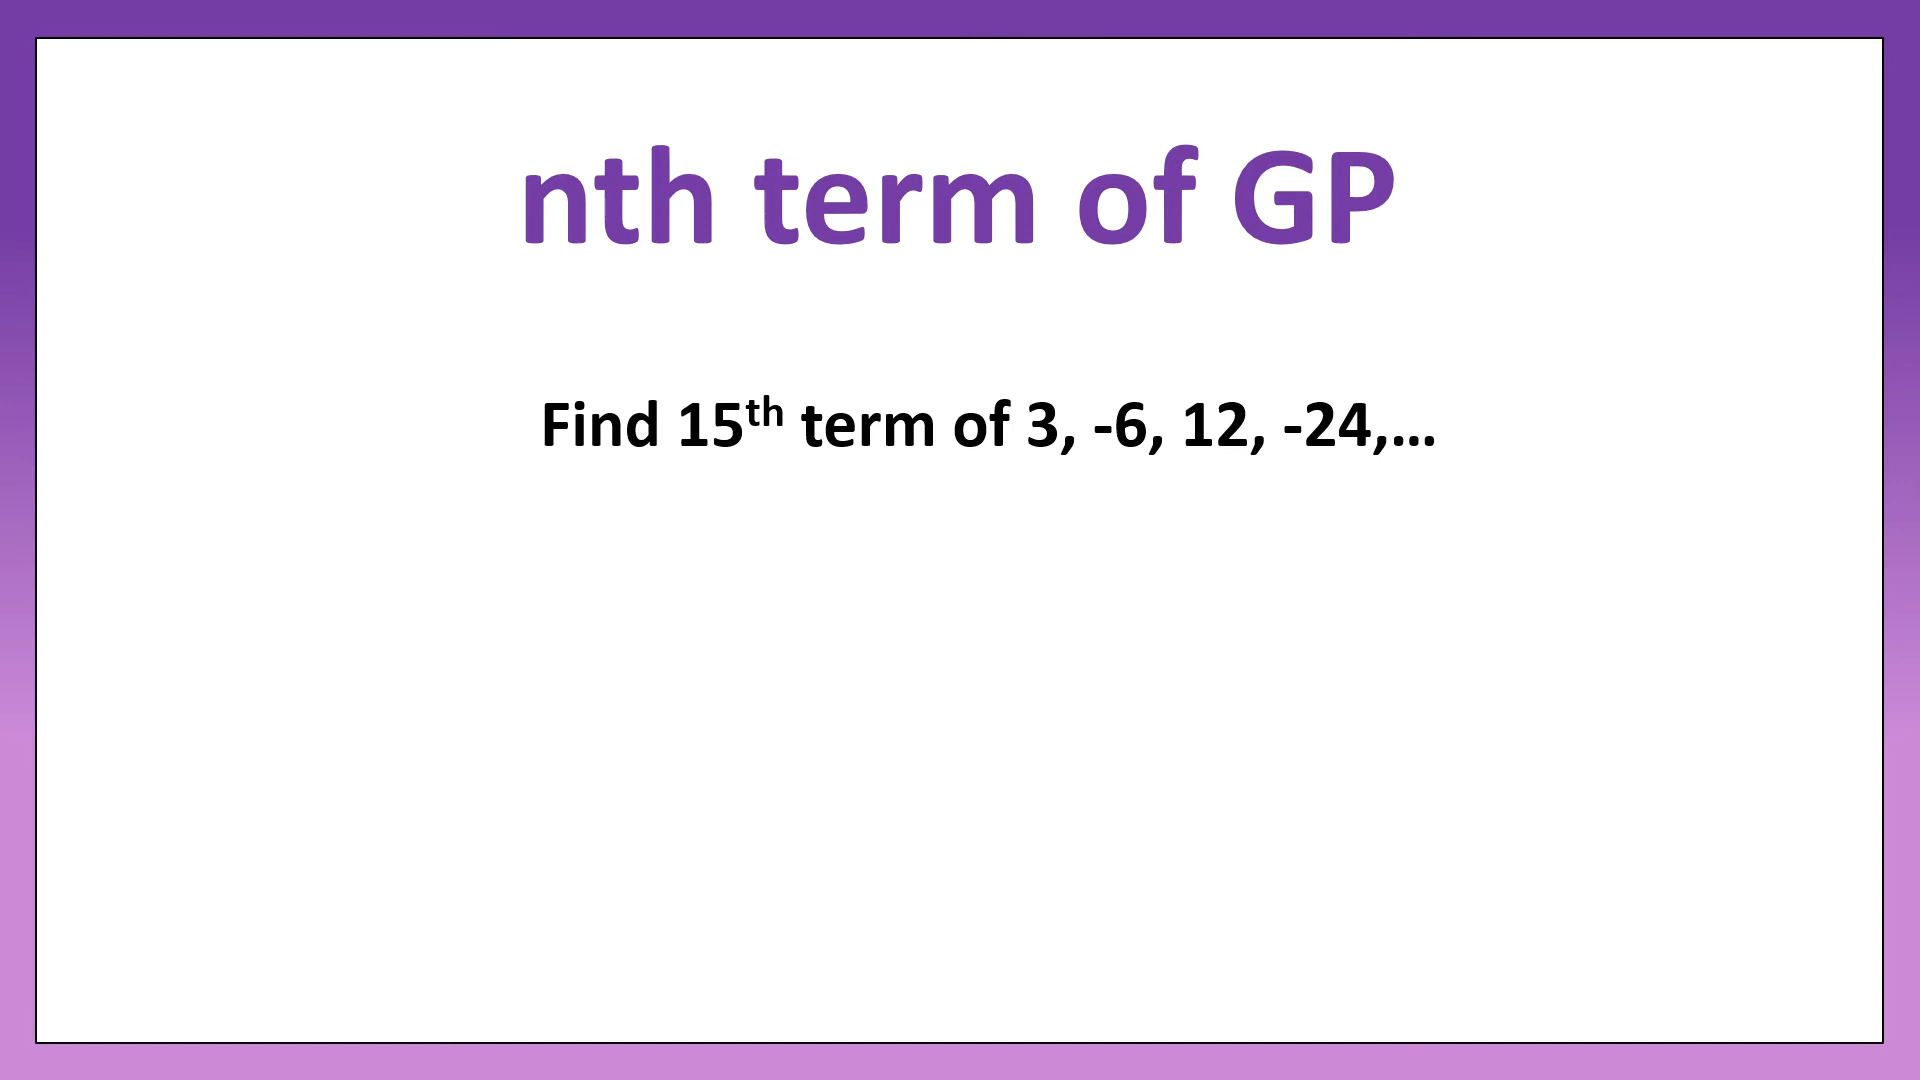 nth term of GP
Find 15th term of 3, -6, 12, -24,...